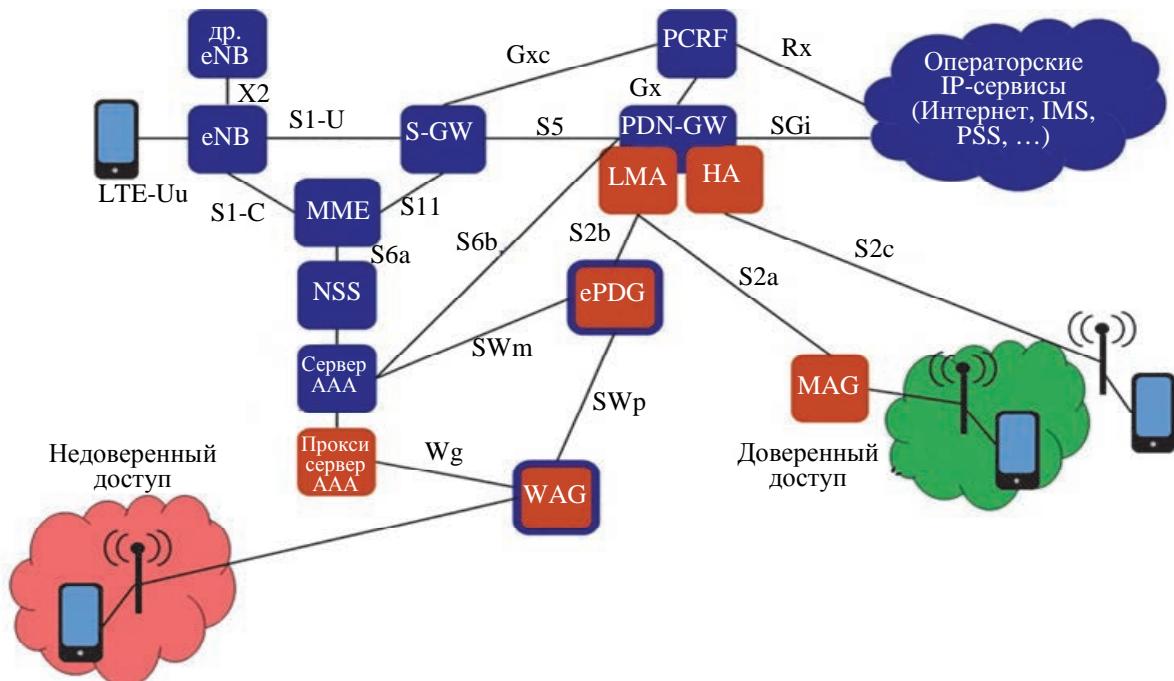 др.
eNB
PCRF
Rx
Gxc
Операторские
IP-сервисы
(Интернет, IMS,
PSS, ...)
X2
Gx
eNB
S1-U
S-GW
S5
PDN-GW
SGi
LMA
HA
LTE-Uu
S1-C
MME
S11
S6a
S6b
S2b
S2c
S2a
NSS
ePDG
SWm
Сервер
AAA
MAG
SWp
Недоверенный
доступ
Прокси
сервер
AAA
Wg
Доверенный
доступ
WAG